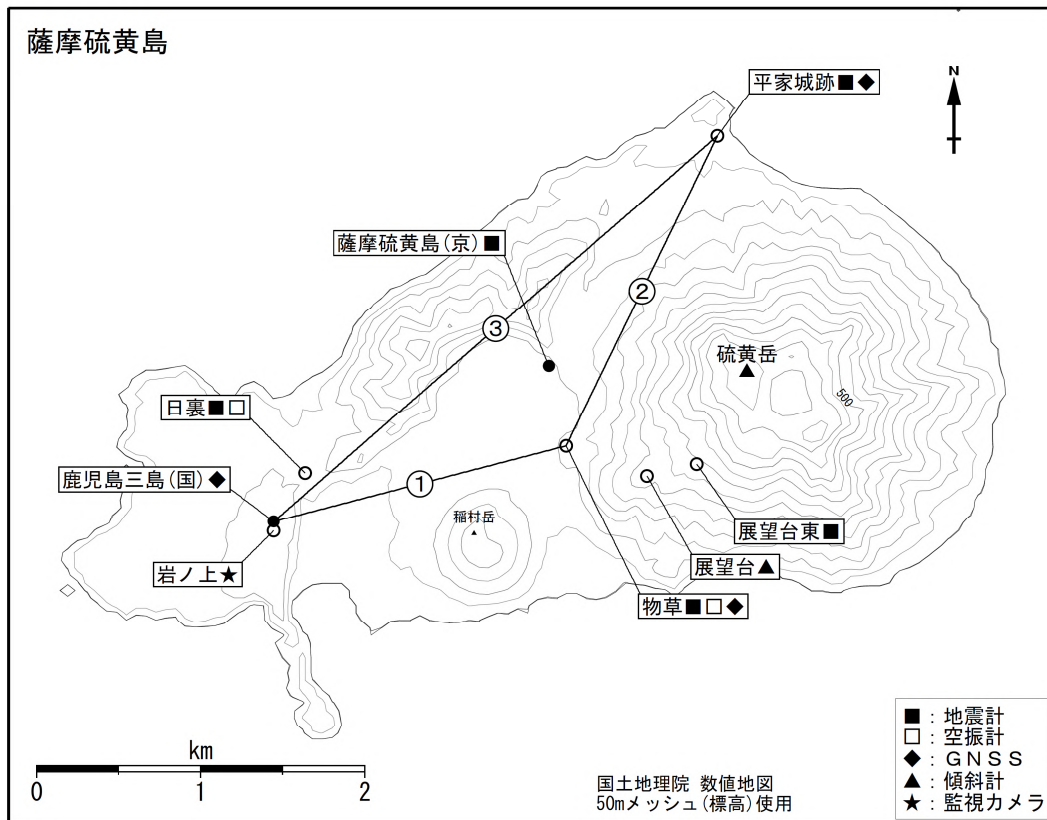 薩摩硫黄島
平家城跡■◆
N
薩摩硫黄島(京)■
②
③
硫黄岳
500
日裏■□
鹿児島三島(国)◆
①
稲村岳
展望台東■
岩ノ上★
展望台▲
物草■□◆
■：地震計
□：空振計
◆：ＧＮＳＳ
▲：傾斜計
★：監視カメラ
km
0 1 2
国土地理院 数値地図
50mメッシュ(標高)使用